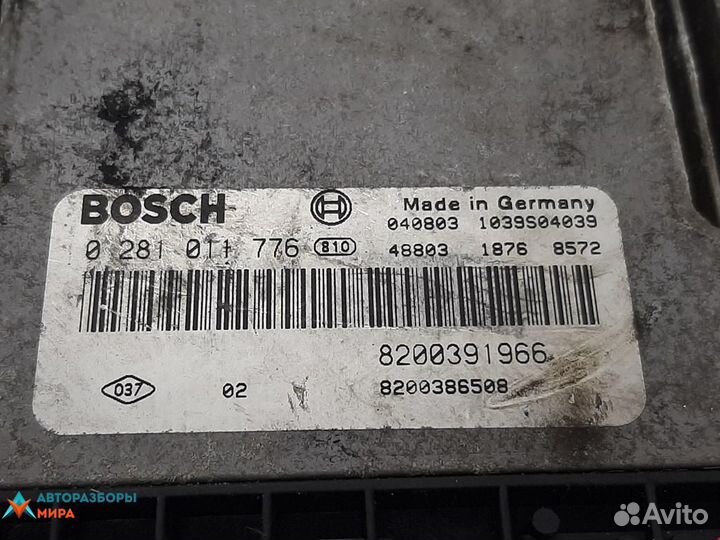 BOSCH
Made in Germany
040803 1039S04039
0 281 011 776 810
48803 1876 8572
8200391966
037 02 8200386508
АВТОРАЗБОРЫ
МИРА
Avito